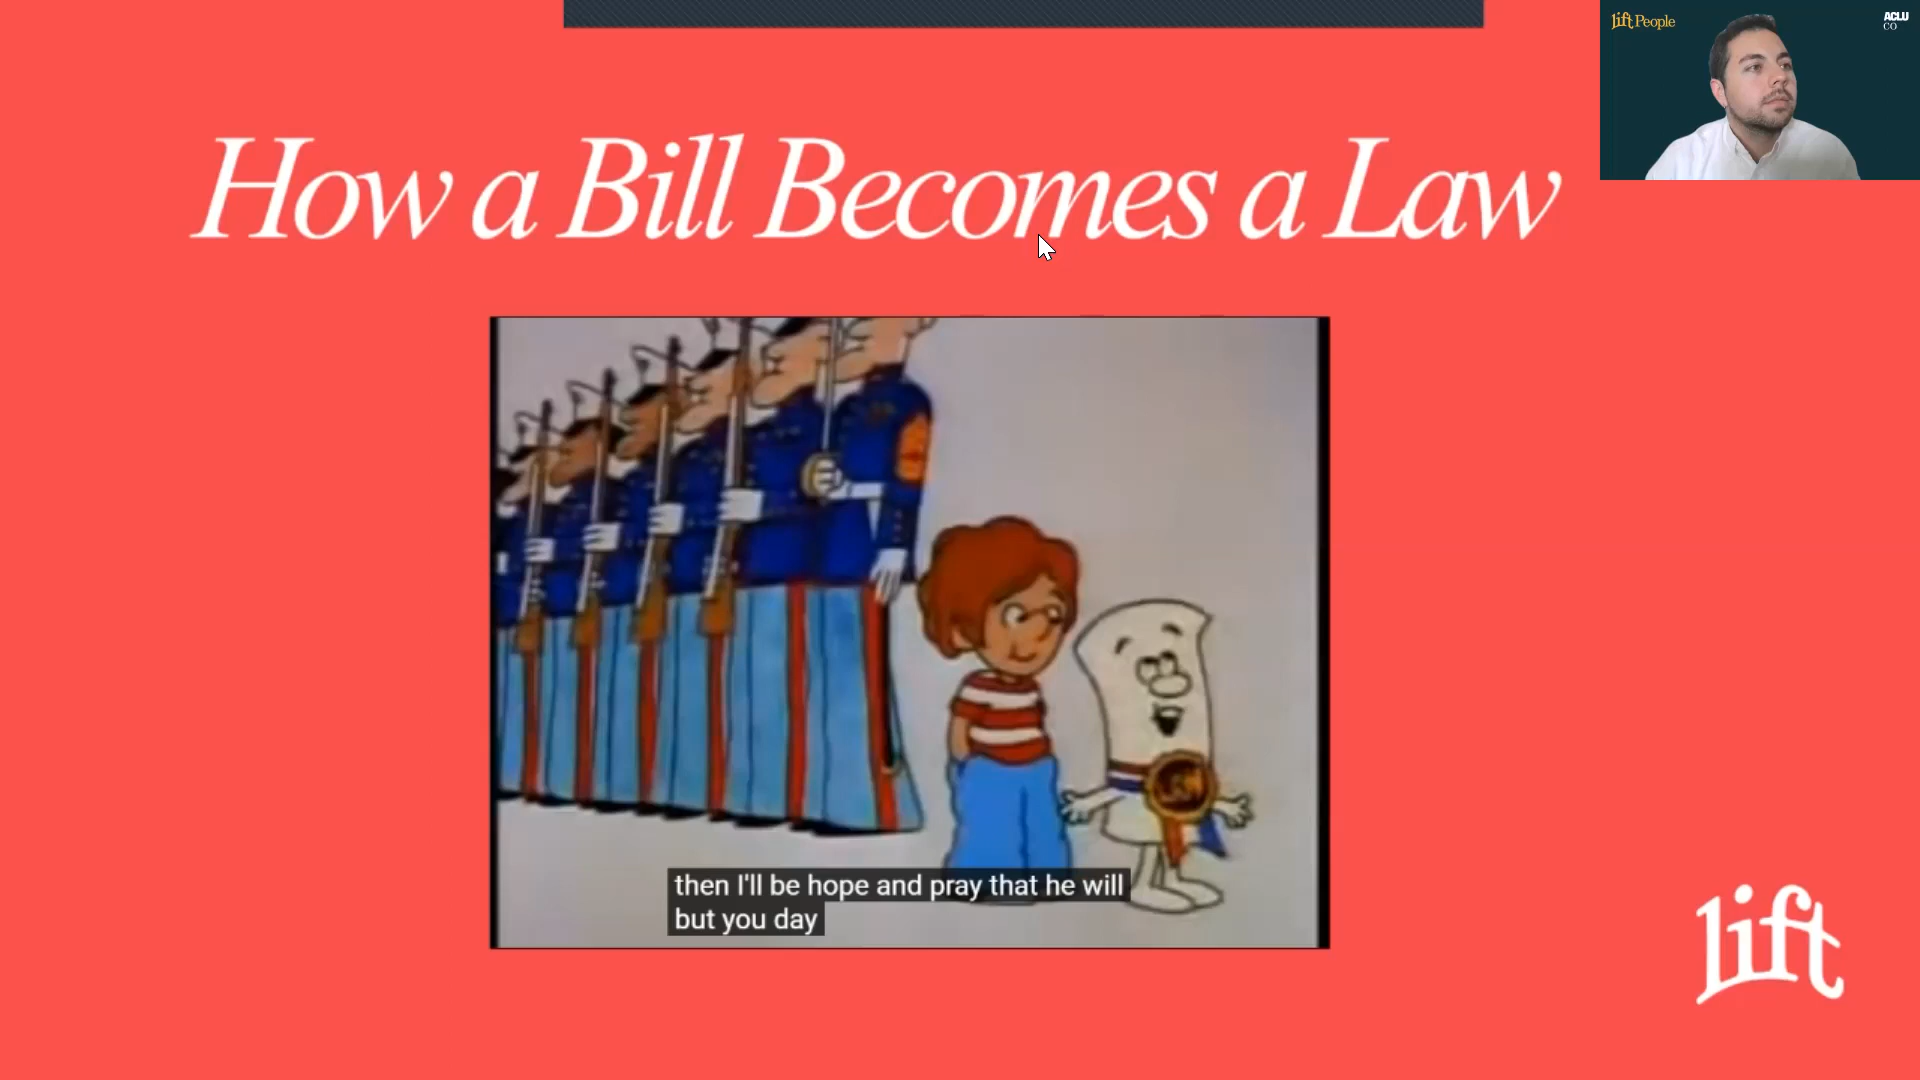 lift People
ACLU
CO
How a Bill Becomes a Law
then I'll be hope and pray that he will
but you day
lift